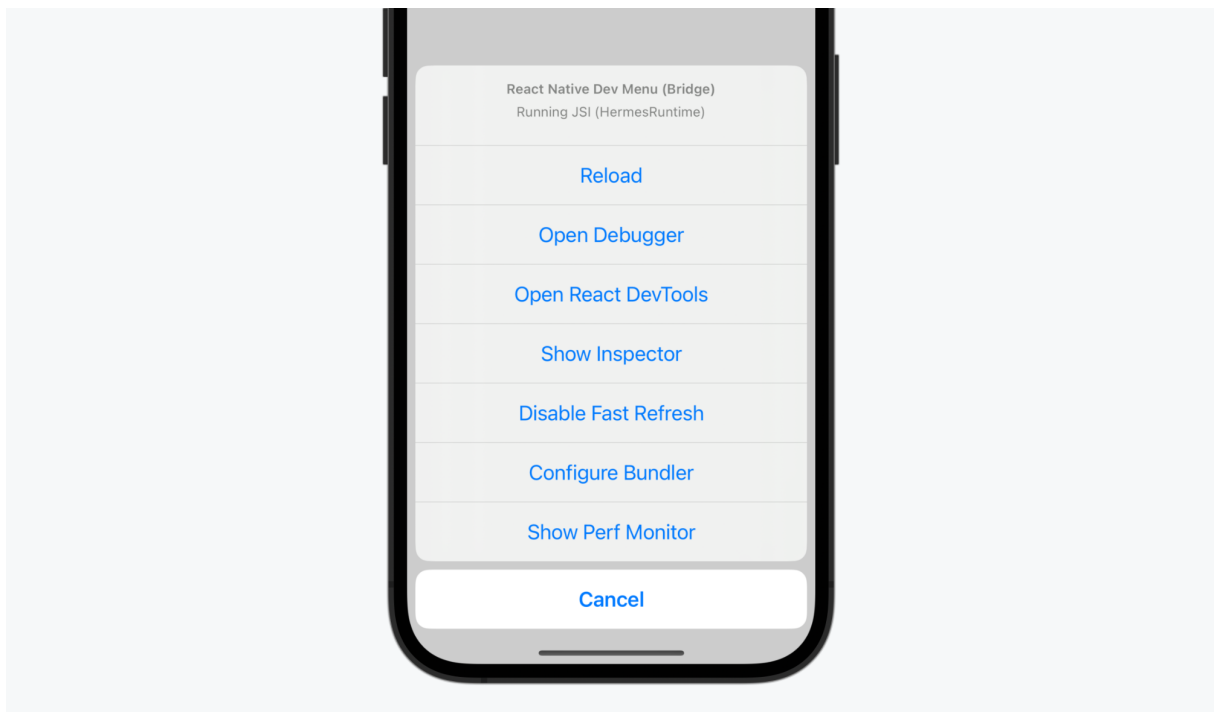 React Native Dev Menu (Bridge)
Running JSI (HermesRuntime)
Reload
Open Debugger
Open React DevTools
Show Inspector
Disable Fast Refresh
Configure Bundler
Show Perf Monitor
Cancel